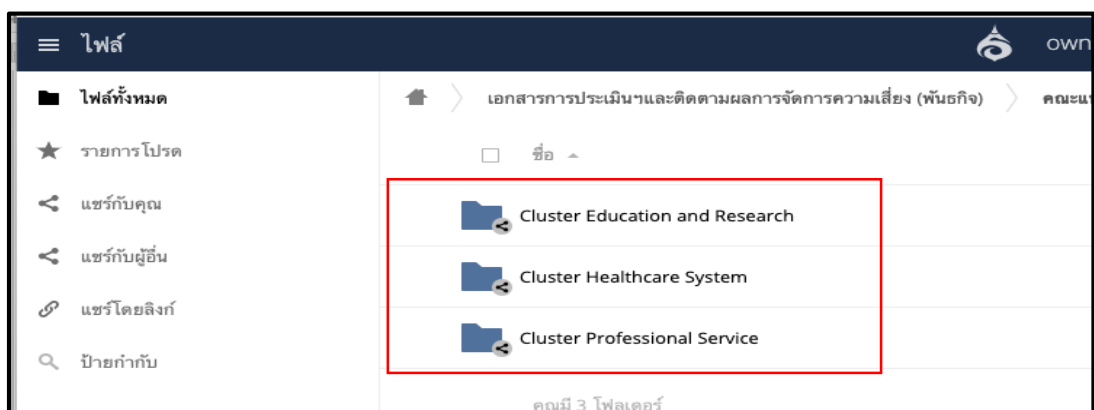 ไฟล์
own
ไฟล์ทั้งหมด
รายการโปรด
แชร์กับคุณ
แชร์กับผู้อื่น
แชร์โดยลิงก์
ป้ายกำกับ
เอกสารการประเมินฯและติดตามผลการจัดการความเสี่ยง (พันธกิจ)
ชื่อ
Cluster Education and Research
Cluster Healthcare System
Cluster Professional Service
คุณมี 3 โฟลเดอร์